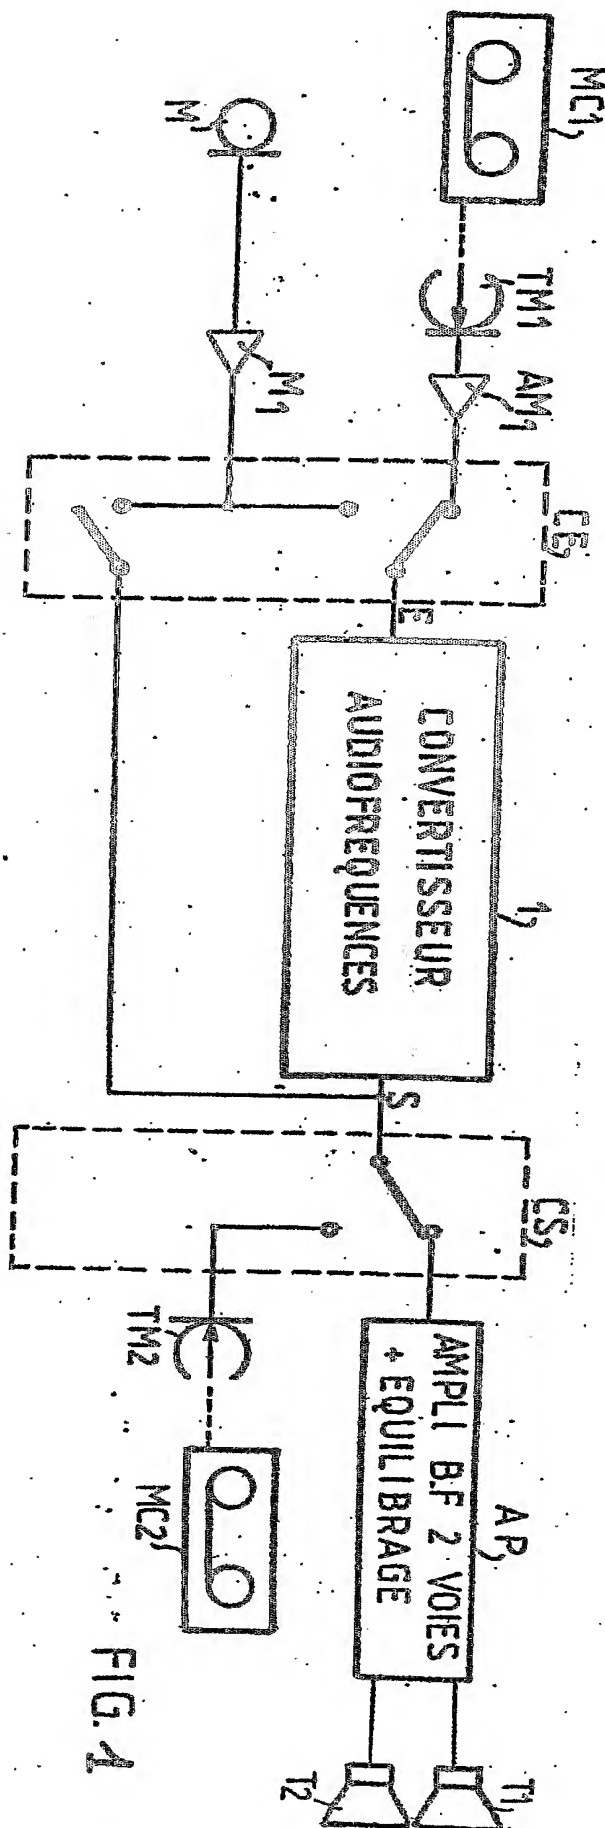 MC1
TM1
AM1
M
M1
CE
E
1
CONVERTISSEUR
AUDIOFREQUENCES
S
CS
TM2
MC2
AP
AMPLI B.F 2 VOIES
+ EQUILIBRAGE
T1
T2
FIG. 1